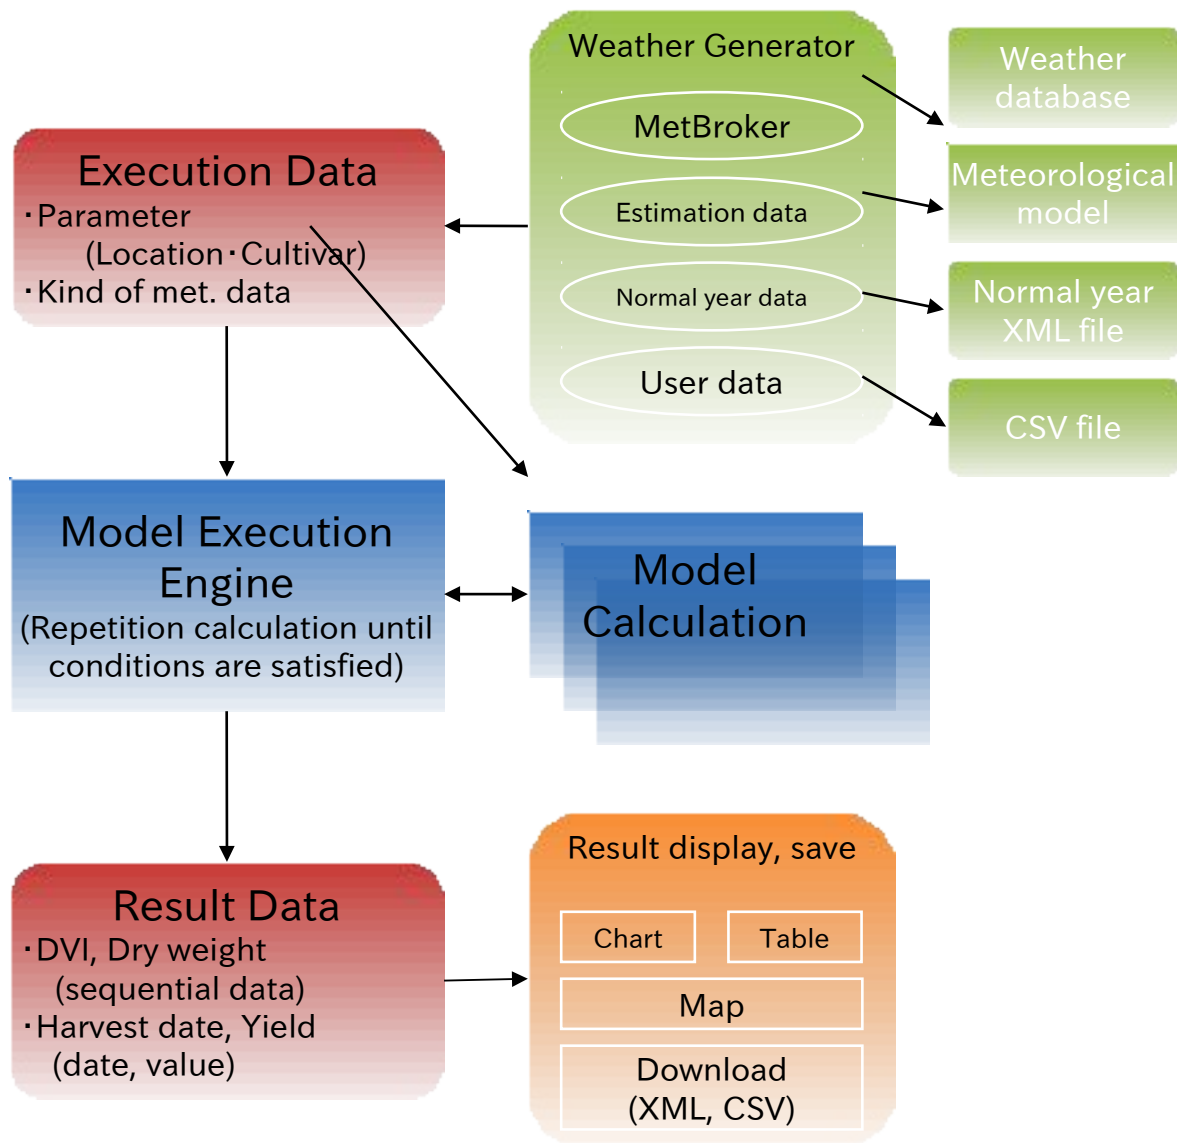 Weather Generator
MetBroker
Estimation data
Normal year data
User data
Weather
database
Meteorological
model
Normal year
XML file
CSV file
Execution Data
・Parameter
(Location・Cultivar)
・Kind of met. data
Model Execution
Engine
(Repetition calculation until
conditions are satisfied)
Model
Calculation
Result Data
・DVI, Dry weight
(sequential data)
・Harvest date, Yield
(date, value)
Result display, save
Chart
Table
Map
Download
(XML, CSV)